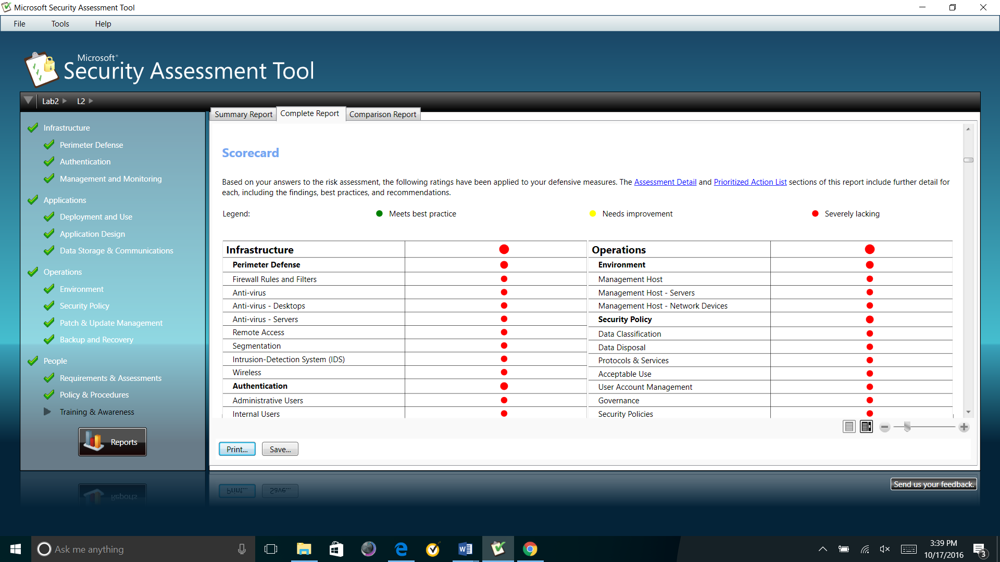 Microsoft Security Assessment Tool
File Tools Help
Microsoft®
Security Assessment Tool
Lab2 L2
Infrastructure
Perimeter Defense
Authentication
Management and Monitoring
Applications
Deployment and Use
Application Design
Data Storage & Communications
Operations
Environment
Security Policy
Patch & Update Management
Backup and Recovery
People
Requirements & Assessments
Policy & Procedures
Training & Awareness
Reports
Summary Report Complete Report Comparison Report
Scorecard
Based on your answers to the risk assessment, the following ratings have been applied to your defensive measures. The Assessment Detail and Prioritized Action List sections of this report include further detail for
each, including the findings, best practices, and recommendations.
Legend: Meets best practice Needs improvement Severely lacking
Infrastructure
Perimeter Defense
Firewall Rules and Filters
Anti-virus
Anti-virus - Desktops
Anti-virus - Servers
Remote Access
Segmentation
Intrusion-Detection System (IDS)
Wireless
Authentication
Administrative Users
Internal Users
Operations
Environment
Management Host
Management Host - Servers
Management Host - Network Devices
Security Policy
Data Classification
Data Disposal
Protocols & Services
Acceptable Use
User Account Management
Governance
Security Policies
Print... Save...
Send us your feedback.
Print... Save...
Reports
Ask me anything
3:39 PM
10/17/2016
3